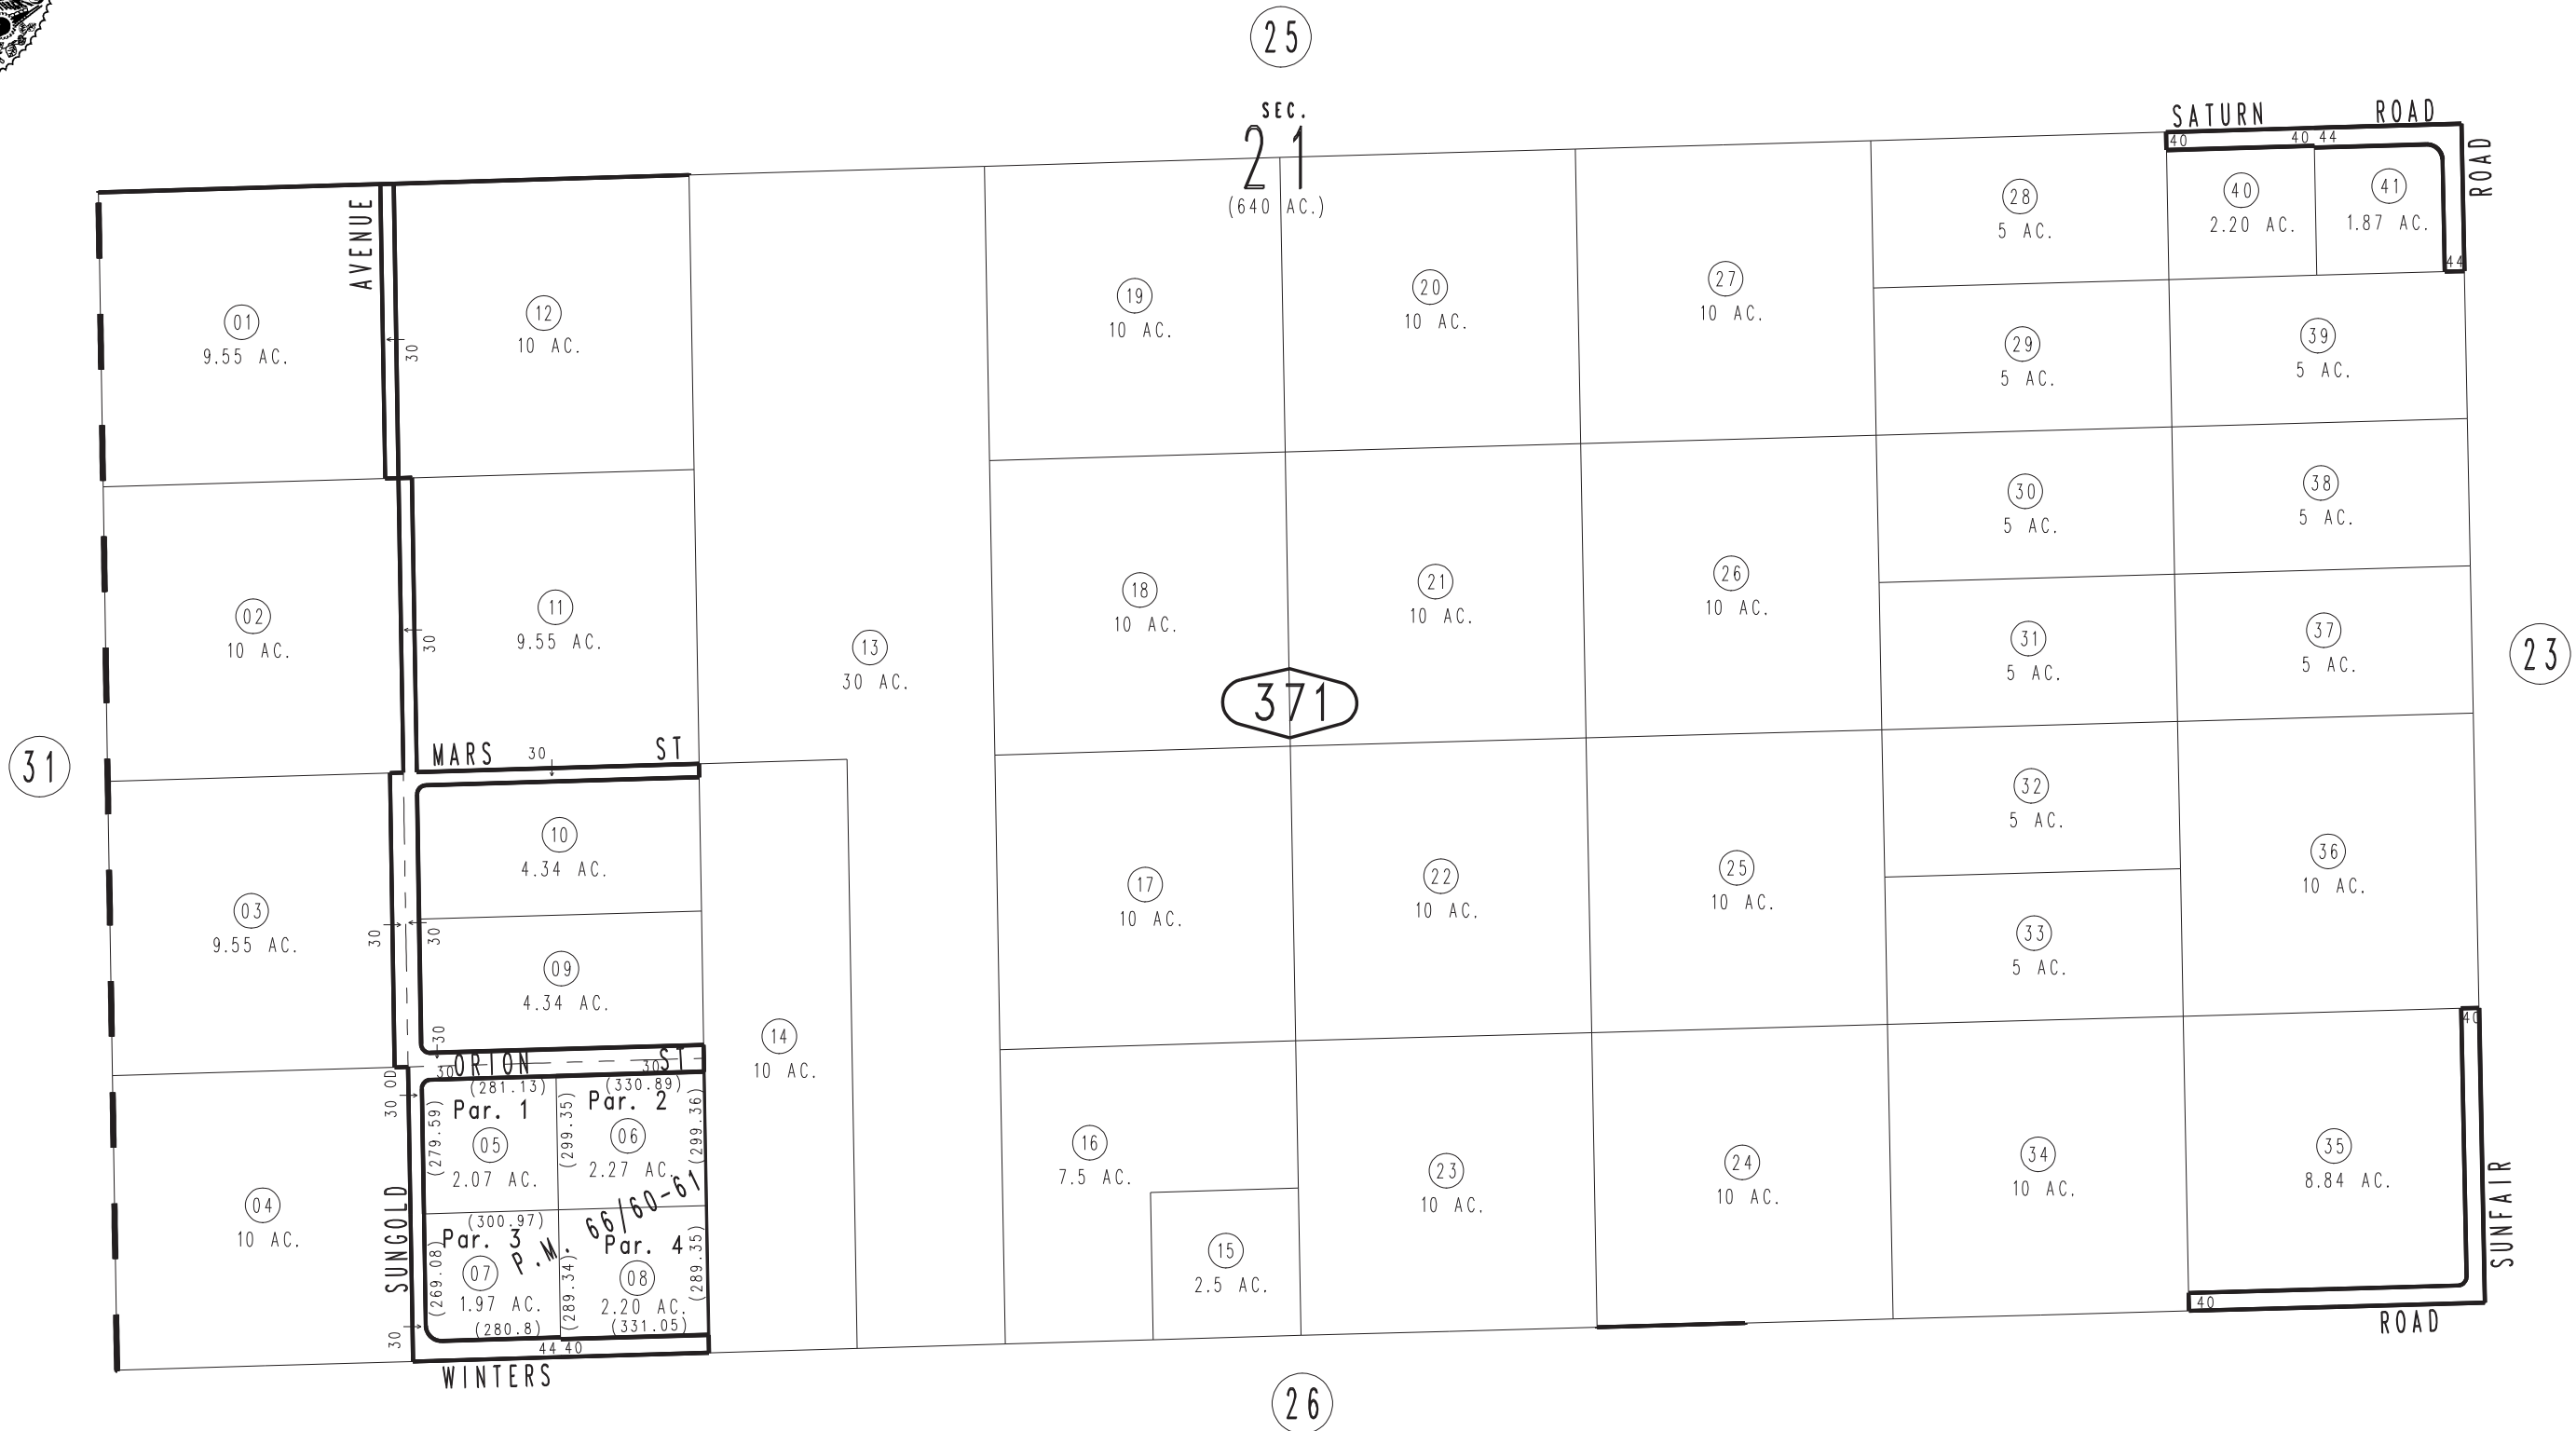 25
SEC.
21
(640 AC.)
SATURN ROAD
40 40 44
ROAD
AVENUE
01
9.55 AC.
30
12
10 AC.
19
10 AC.
20
10 AC.
27
10 AC.
28
5 AC.
40
2.20 AC.
41
1.87 AC.
44
29
5 AC.
39
5 AC.
02
10 AC.
30
11
9.55 AC.
13
30 AC.
18
10 AC.
21
10 AC.
26
10 AC.
30
5 AC.
38
5 AC.
31
5 AC.
37
5 AC.
371
23
31
MARS 30 ST
10
4.34 AC.
03
9.55 AC.
30
30
09
4.34 AC.
17
10 AC.
22
10 AC.
25
10 AC.
32
5 AC.
33
5 AC.
36
10 AC.
14
10 AC.
30
ORION ST
30 30
30 OD
(281.13) (330.89)
Par. 1 Par. 2
(279.59)
(299.35)
(299.36)
05
2.07 AC.
06
2.27 AC.
P.M. 66/60-61
(300.97)
Par. 3 Par. 4
(269.08)
(289.34)
(289.35)
07
1.97 AC.
08
2.20 AC.
(280.8) (331.05)
04
10 AC.
SUNGOLD
30
44 40
WINTERS
16
7.5 AC.
15
2.5 AC.
23
10 AC.
24
10 AC.
34
10 AC.
35
8.84 AC.
40
SUNFAIR
40
ROAD
26